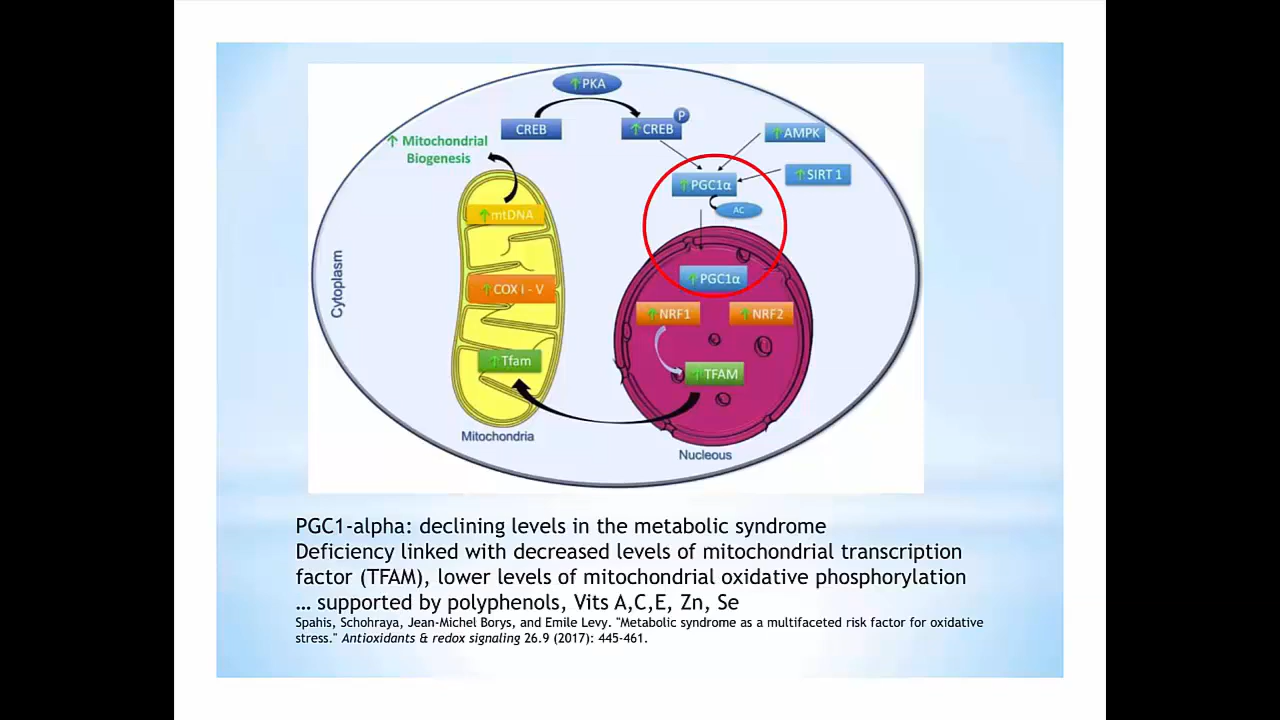 ↑PKA
CREB
↑CREB
P
↑AMPK
↑ Mitochondrial
Biogenesis
↑SIRT 1
↑PGC1α
AC
↑mtDNA
Cytoplasm
↑PGC1α
↑COX I - V
↑NRF1
↑NRF2
↑Tfam
↑TFAM
Mitochondria
Nucleous
PGC1-alpha: declining levels in the metabolic syndrome
Deficiency linked with decreased levels of mitochondrial transcription
factor (TFAM), lower levels of mitochondrial oxidative phosphorylation
… supported by polyphenols, Vits A,C,E, Zn, Se
Spahis, Schohraya, Jean-Michel Borys, and Emile Levy. "Metabolic syndrome as a multifaceted risk factor for oxidative
stress." Antioxidants & redox signaling 26.9 (2017): 445-461.